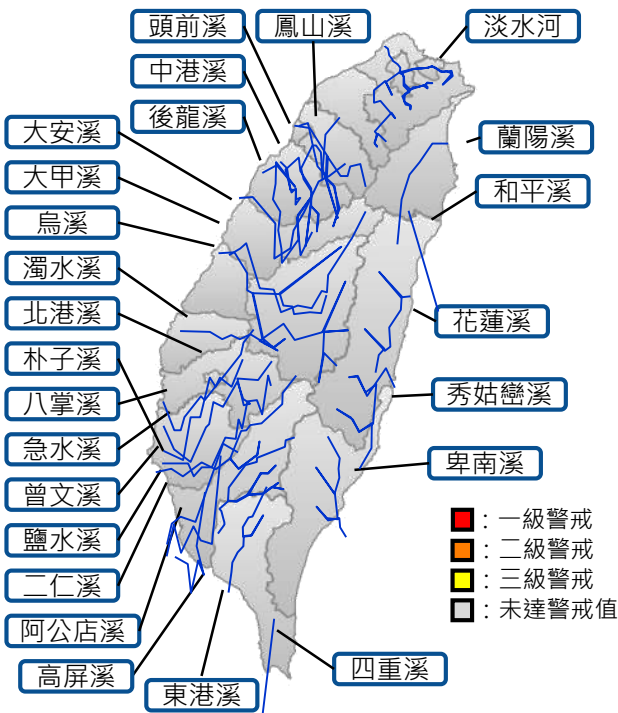 頭前溪
鳳山溪
淡水河
中港溪
後龍溪
大安溪
蘭陽溪
大甲溪
和平溪
烏溪
濁水溪
北港溪
花蓮溪
朴子溪
八掌溪
秀姑巒溪
急水溪
卑南溪
曾文溪
鹽水溪
二仁溪
阿公店溪
高屏溪
東港溪
四重溪
：一級警戒
：二級警戒
：三級警戒
：未達警戒值